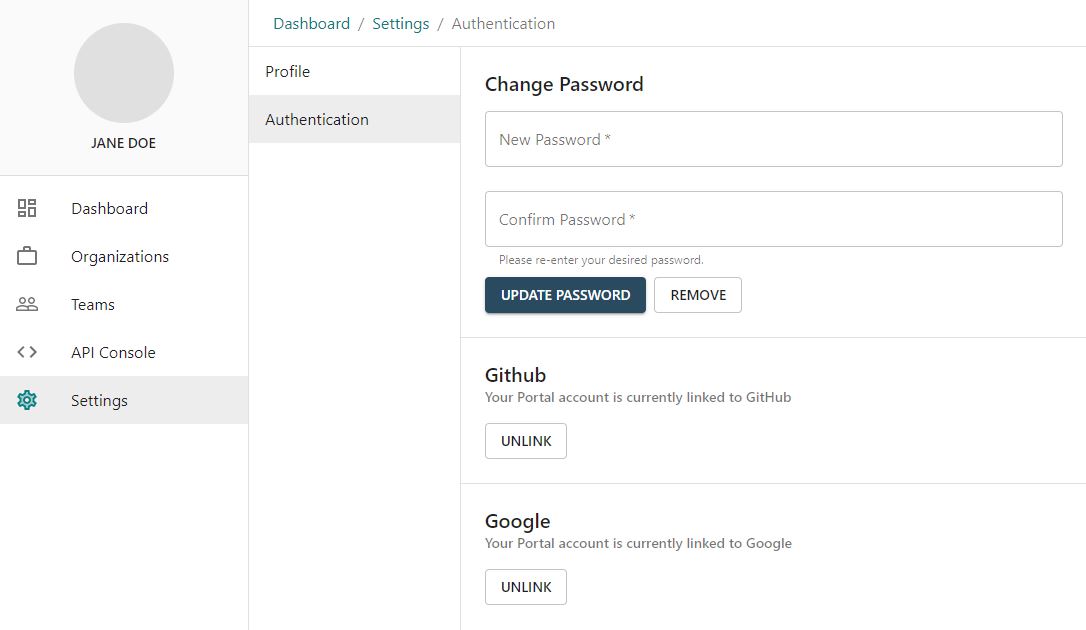 JANE DOE
Dashboard
Organizations
Teams
API Console
Settings
Dashboard / Settings / Authentication
Profile
Authentication
Change Password
New Password *
Confirm Password *
Please re-enter your desired password.
UPDATE PASSWORD REMOVE
Github
Your Portal account is currently linked to GitHub
UNLINK
Google
Your Portal account is currently linked to Google
UNLINK